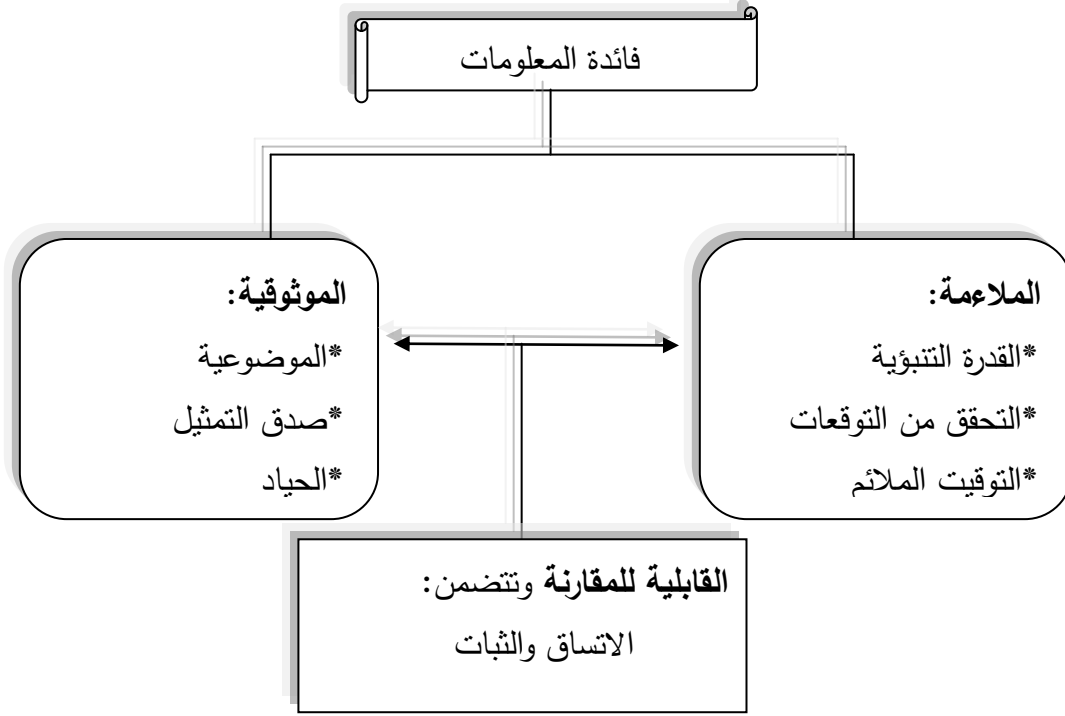 فائدة المعلومات
الملاءمة:
*القدرة التنبؤية
*التحقق من التوقعات
*التوقيت الملائم
الموثوقية:
*الموضوعية
*صدق التمثيل
*الحياد
القابلية للمقارنة وتتضمن:
الاتساق والثبات